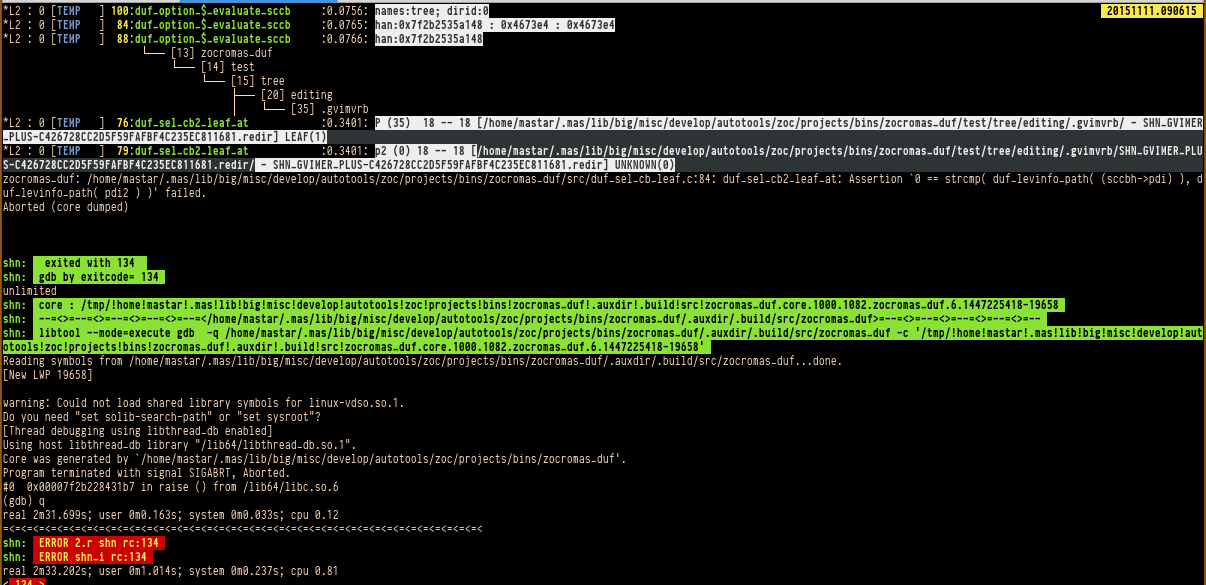 *L2 : 0 [TEMP   ]  100:duf_option_$_evaluate_sccb     :0.0756: names:tree; dirid:0     20151111.090615
*L2 : 0 [TEMP   ]   84:duf_option_$_evaluate_sccb     :0.0765: han:0x7f2b2535a148 : 0x4673e4 : 0x4673e4
*L2 : 0 [TEMP   ]   88:duf_option_$_evaluate_sccb     :0.0766: han:0x7f2b2535a148
└── [13] zocromas_duf
└── [14] test
└── [15] tree
├── [20] editing
│   └── [35] .gvimvrb
*L2 : 0 [TEMP   ]   76:duf_sel_cb2_leaf_at            :0.3401: P (35)  18 -- 18 [/home/mastar/.mas/lib/big/misc/develop/autotools/zoc/projects/bins/zocromas_duf/test/tree/editing/.gvimvrb/ - SHN_GVIMER
_PLUS-C426728CC2D5F59FAFBF4C235EC811681.redir] LEAF(1)
*L2 : 0 [TEMP   ]   79:duf_sel_cb2_leaf_at            :0.3401: p2 (0) 18 -- 18 [/home/mastar/.mas/lib/big/misc/develop/autotools/zoc/projects/bins/zocromas_duf/test/tree/editing/.gvimvrb/SHN_GVIMER_PLU
S-C426728CC2D5F59FAFBF4C235EC811681.redir/ - SHN_GVIMER_PLUS-C426728CC2D5F59FAFBF4C235EC811681.redir] UNKNOWN(0)
zocromas_duf: /home/mastar/.mas/lib/big/misc/develop/autotools/zoc/projects/bins/zocromas_duf/src/duf_sel_cb_leaf.c:84: duf_sel_cb2_leaf_at: Assertion `0 == strcmp( duf_levinfo_path( (sccbh->pdi) ), d
uf_levinfo_path( pdi2 ) )' failed.
Aborted (core dumped)
shn:  exited with 134
shn:  gdb by exitcode= 134
unlimited
shn:  core : /tmp/!home!mastar!.mas!lib!big!misc!develop!autotools!zoc!projects!bins!zocromas_duf!.auxdir!.build!src!zocromas_duf.core.1000.1082.zocromas_duf.6.1447225418-19658
shn:  --=<>=--=<>=--=<>=--=<>=--=</home/mastar/.mas/lib/big/misc/develop/autotools/zoc/projects/bins/zocromas_duf/.auxdir/.build/src/zocromas_duf>=--=<>=--=<>=--=<>=--=<>=--=<>=--
shn:  libtool --mode=execute gdb  -q /home/mastar/.mas/lib/big/misc/develop/autotools/zoc/projects/bins/zocromas_duf/.auxdir/.build/src/zocromas_duf -c '/tmp/!home!mastar!.mas!lib!big!misc!develop!aut
otools!zoc!projects!bins!zocromas_duf!.auxdir!.build!src!zocromas_duf.core.1000.1082.zocromas_duf.6.1447225418-19658'
Reading symbols from /home/mastar/.mas/lib/big/misc/develop/autotools/zoc/projects/bins/zocromas_duf/.auxdir/.build/src/zocromas_duf...done.
[New LWP 19658]
warning: Could not load shared library symbols for linux-vdso.so.1.
Do you need "set solib-search-path" or "set sysroot"?
[Thread debugging using libthread_db enabled]
Using host libthread_db library "/lib64/libthread_db.so.1".
Core was generated by `/home/mastar/.mas/lib/big/misc/develop/autotools/zoc/projects/bins/zocromas_duf'.
Program terminated with signal SIGABRT, Aborted.
#0  0x00007f2b228431b7 in raise () from /lib64/libc.so.6
(gdb) q
real 2m31.699s; user 0m0.163s; system 0m0.033s; cpu 0.12
=<=<=<=<=<=<=<=<=<=<=<=<=<=<=<=<=<=<=<=<=<=<=<=<=<=<=<=<=<=<=<=<=<=<=<=<=<=<=<=<
shn:  ERROR 2.r shn rc:134
shn:  ERROR shn_i rc:134
real 2m33.202s; user 0m1.014s; system 0m0.237s; cpu 0.81
< 134 >